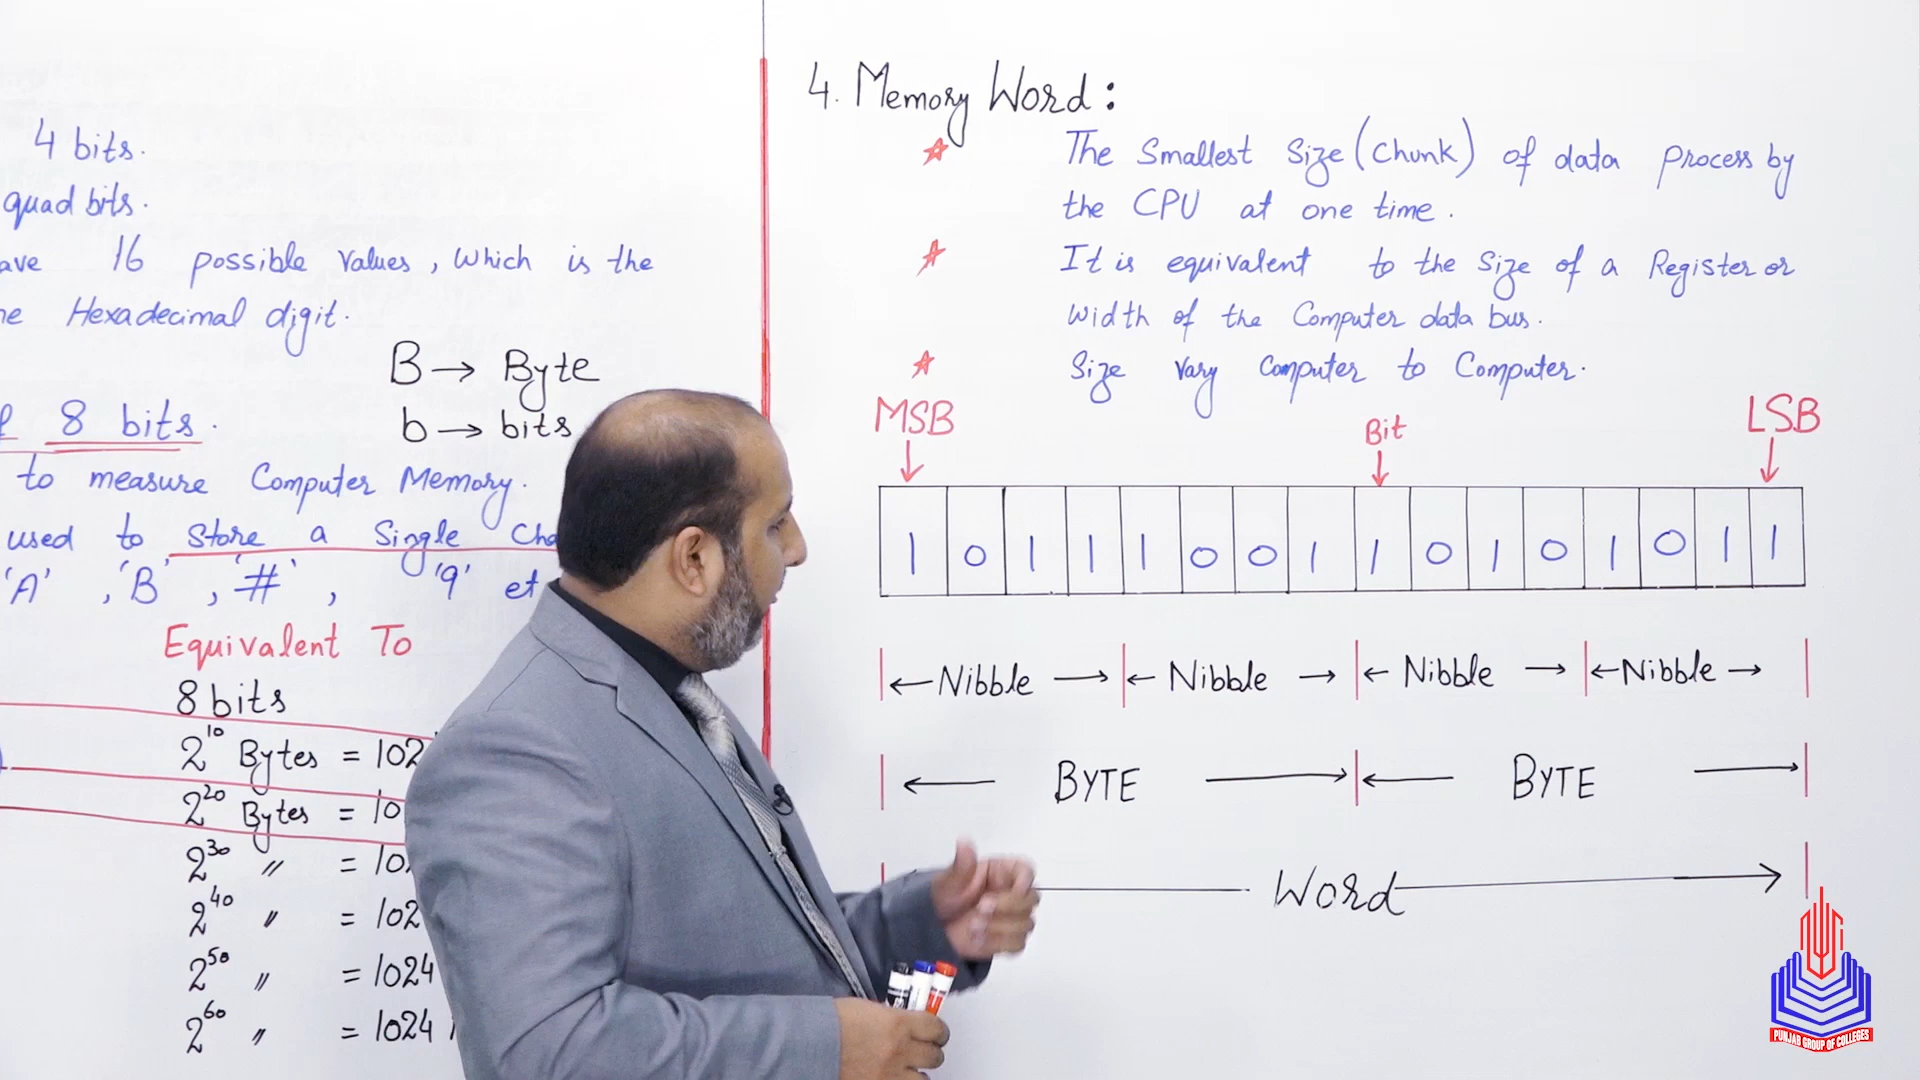 4 bits.
quad bits.
16 possible values, which is the
Hexadecimal digit.
B → Byte
b → bits
8 bits.
to measure Computer Memory.
used to Store a Single
'A' , 'B' , '#' , '9'
Equivalent To
8 bits
2^10 Bytes = 102
2^20 Bytes = 10
2^30 〃 = 10
2^40 〃 = 102
2^50 〃 = 1024
2^60 〃 = 1024
4. Memory Word:
The Smallest Size (Chunk) of data Process by
the CPU at one time.
It is equivalent to the Size of a Register or
Width of the Computer data bus.
Size vary Computer to Computer.
MSB Bit LSB
1 0 1 1 1 0 0 1 1 0 1 0 1 0 1 1
← Nibble → ← Nibble → ← Nibble → ← Nibble →
← BYTE → ← BYTE →
Word →
PUNJAB GROUP OF COLLEGES